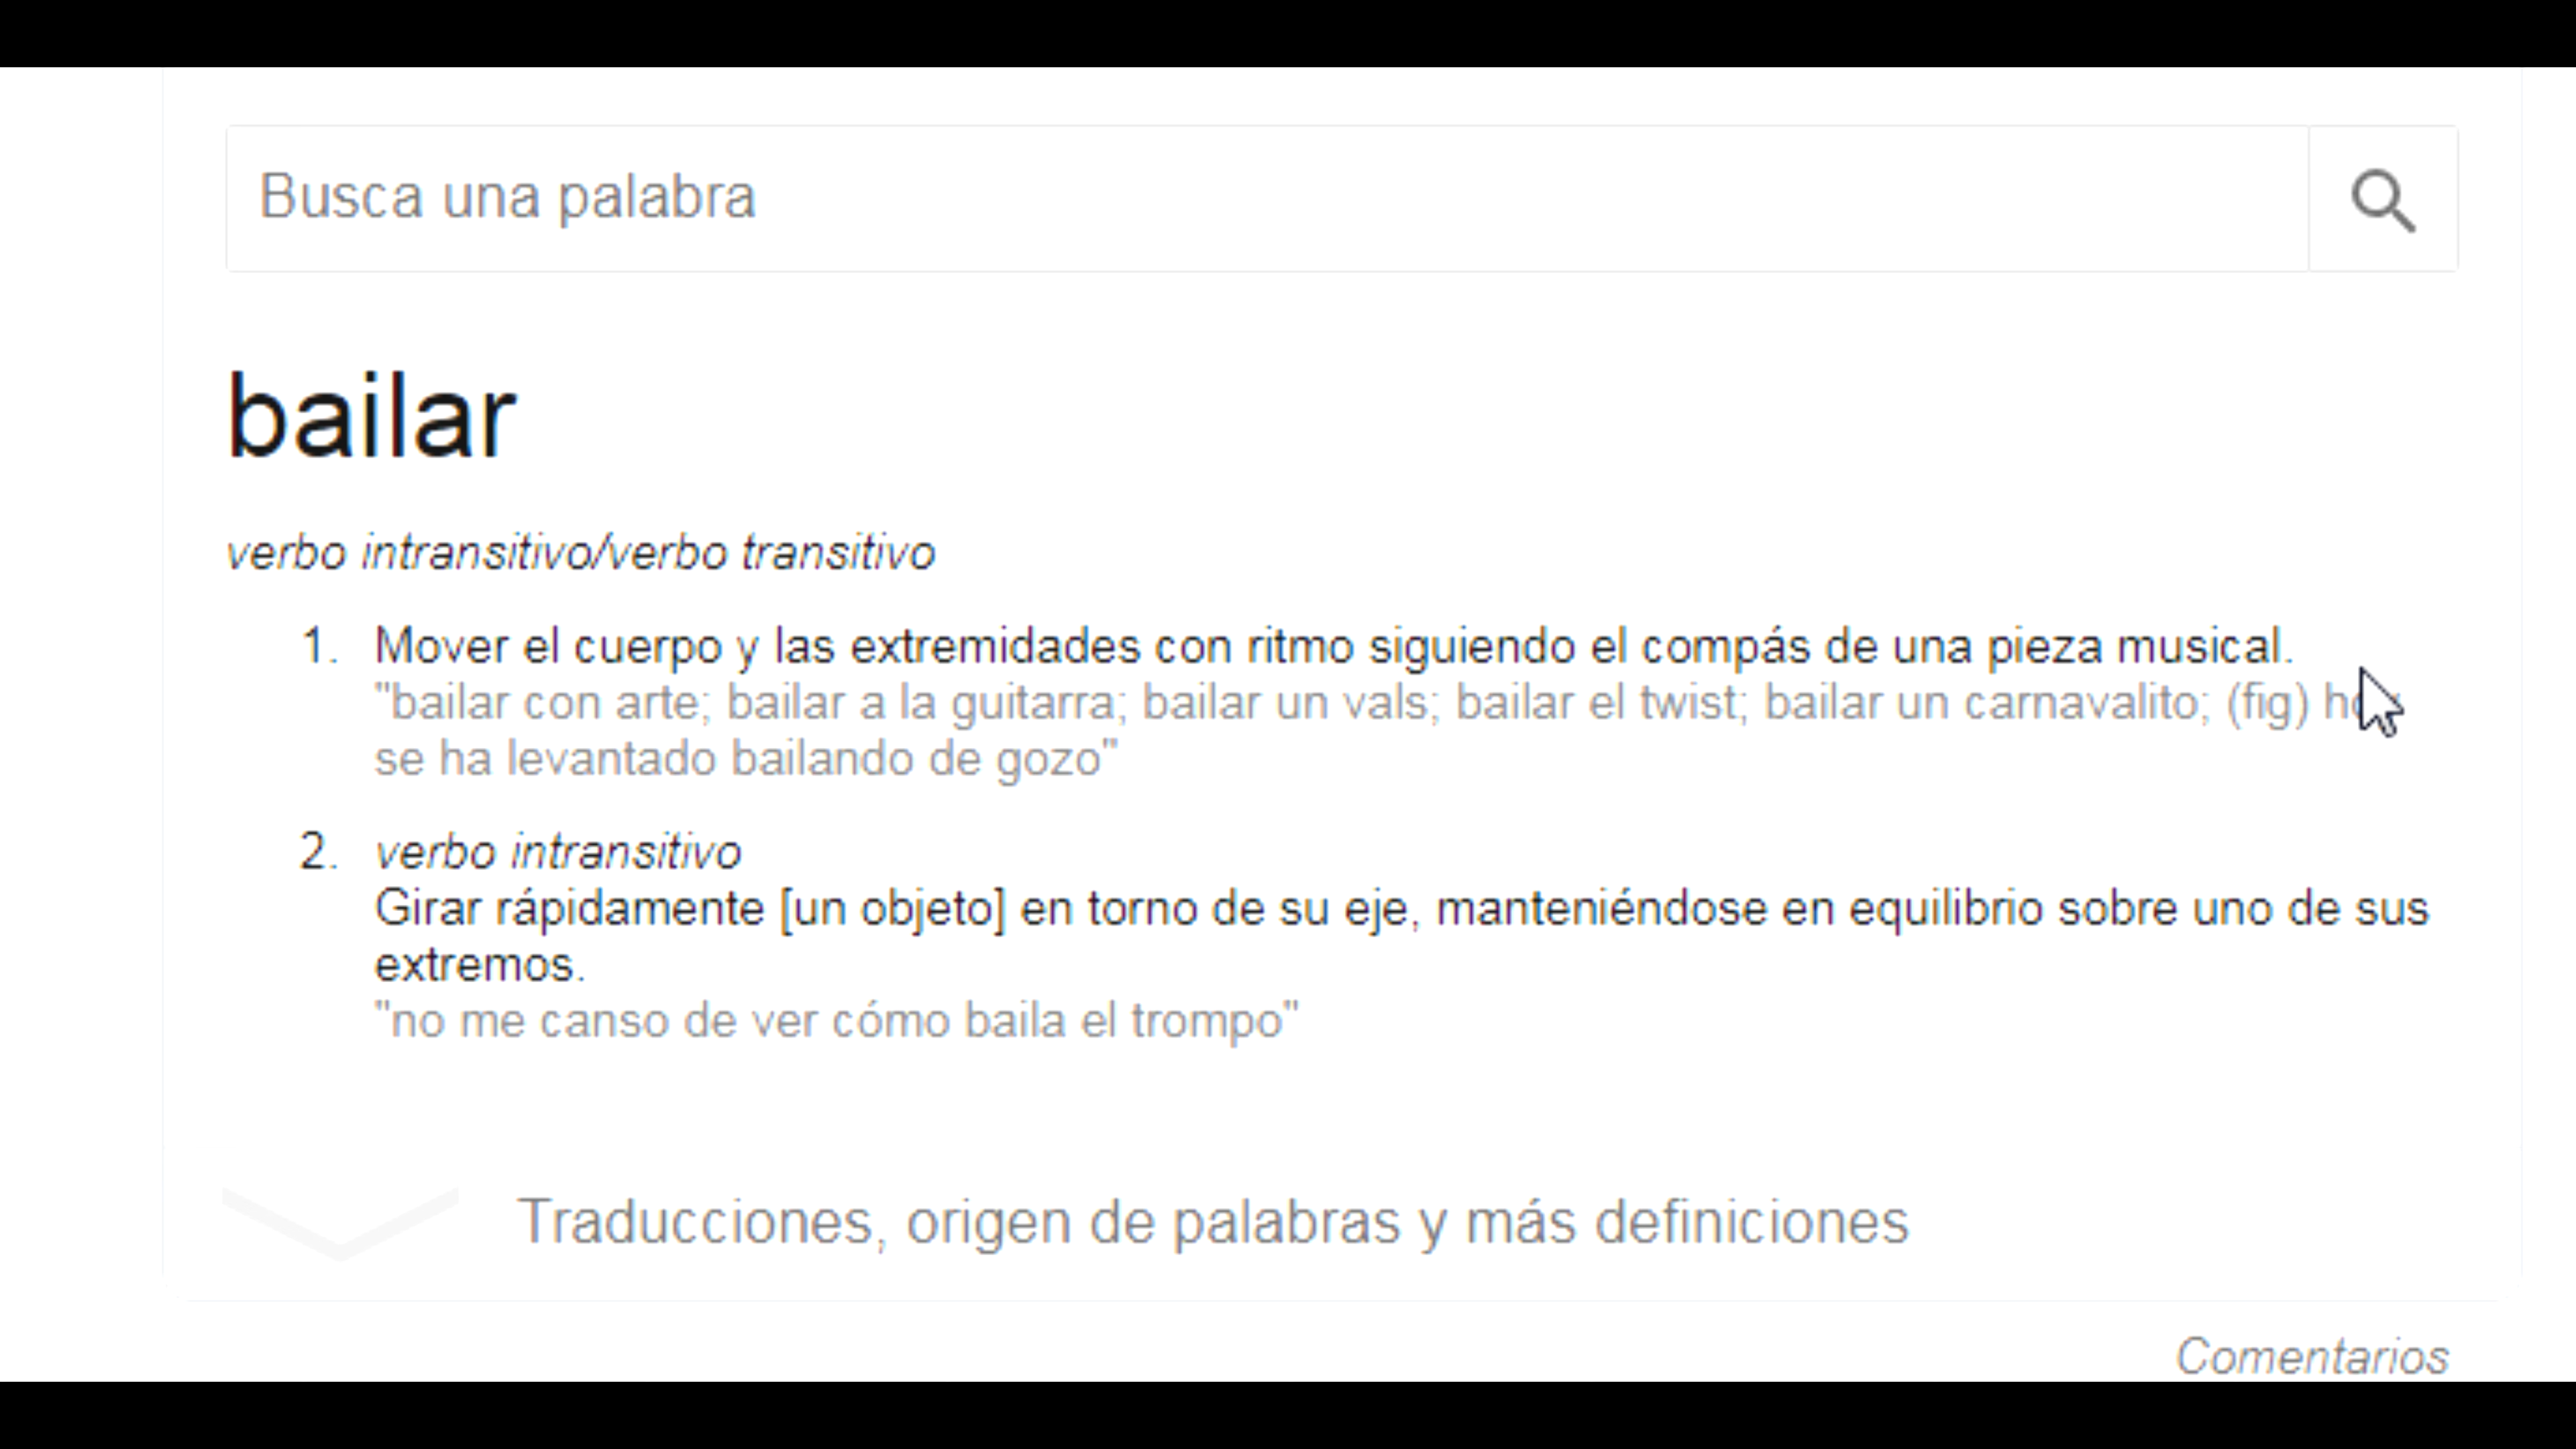 Busca una palabra
bailar
verbo intransitivo/verbo transitivo
1. Mover el cuerpo y las extremidades con ritmo siguiendo el compás de una pieza musical.
"bailar con arte; bailar a la guitarra; bailar un vals; bailar el twist; bailar un carnavalito; (fig)
se ha levantado bailando de gozo"
2. verbo intransitivo
Girar rápidamente [un objeto] en torno de su eje, manteniéndose en equilibrio sobre uno de sus
extremos.
"no me canso de ver cómo baila el trompo"
Traducciones, origen de palabras y más definiciones
Comentarios